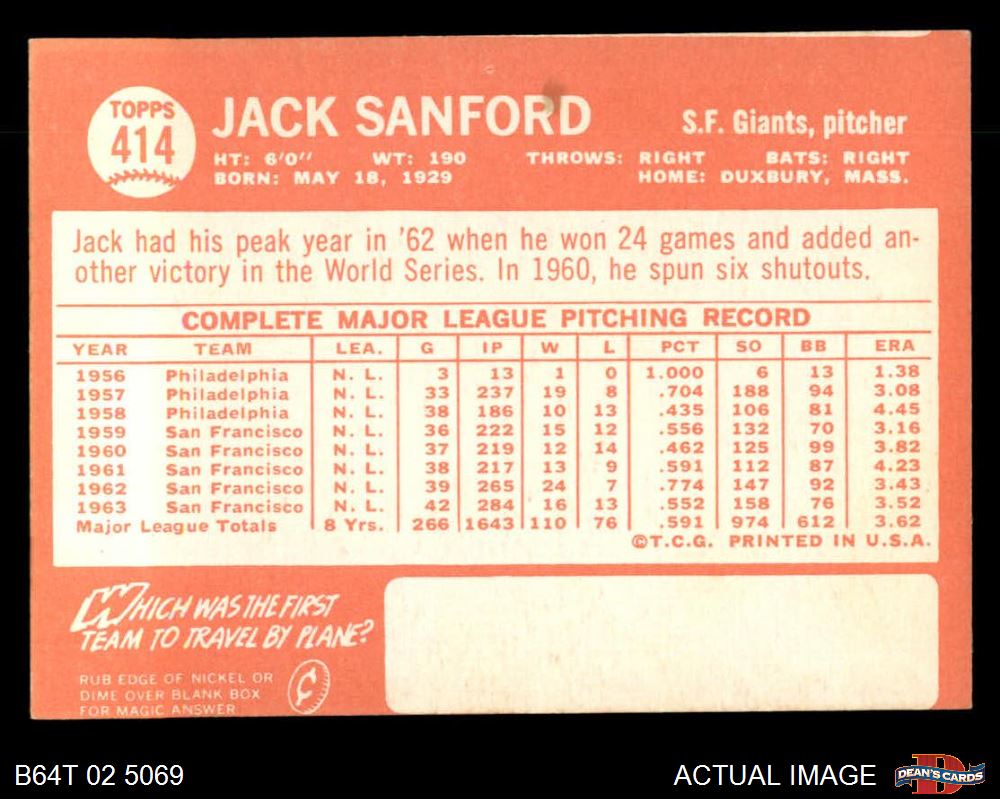 TOPPS
414
JACK SANFORD
S.F. Giants, pitcher
HT: 6'0" WT: 190 THROWS: RIGHT BATS: RIGHT
BORN: MAY 18, 1929 HOME: DUXBURY, MASS.
Jack had his peak year in '62 when he won 24 games and added an-
other victory in the World Series. In 1960, he spun six shutouts.
COMPLETE MAJOR LEAGUE PITCHING RECORD
YEAR TEAM LEA. G IP W L PCT SO BB ERA
1956 Philadelphia N. L. 3 13 1 0 1.000 6 13 1.38
1957 Philadelphia N. L. 33 237 19 8 .704 188 94 3.08
1958 Philadelphia N. L. 38 186 10 13 .435 106 81 4.45
1959 San Francisco N. L. 36 222 15 12 .556 132 70 3.16
1960 San Francisco N. L. 37 219 12 14 .462 125 99 3.82
1961 San Francisco N. L. 38 217 13 9 .591 112 87 4.23
1962 San Francisco N. L. 39 265 24 7 .774 147 92 3.43
1963 San Francisco N. L. 42 284 16 13 .552 158 76 3.52
Major League Totals 8 Yrs. 266 1643 110 76 .591 974 612 3.62
©T.C.G. PRINTED IN U.S.A.
WHICH WAS THE FIRST
TEAM TO TRAVEL BY PLANE?
RUB EDGE OF NICKEL OR
DIME OVER BLANK BOX
FOR MAGIC ANSWER
¢
B64T 02 5069
ACTUAL IMAGE
D
DEAN'S CARDS